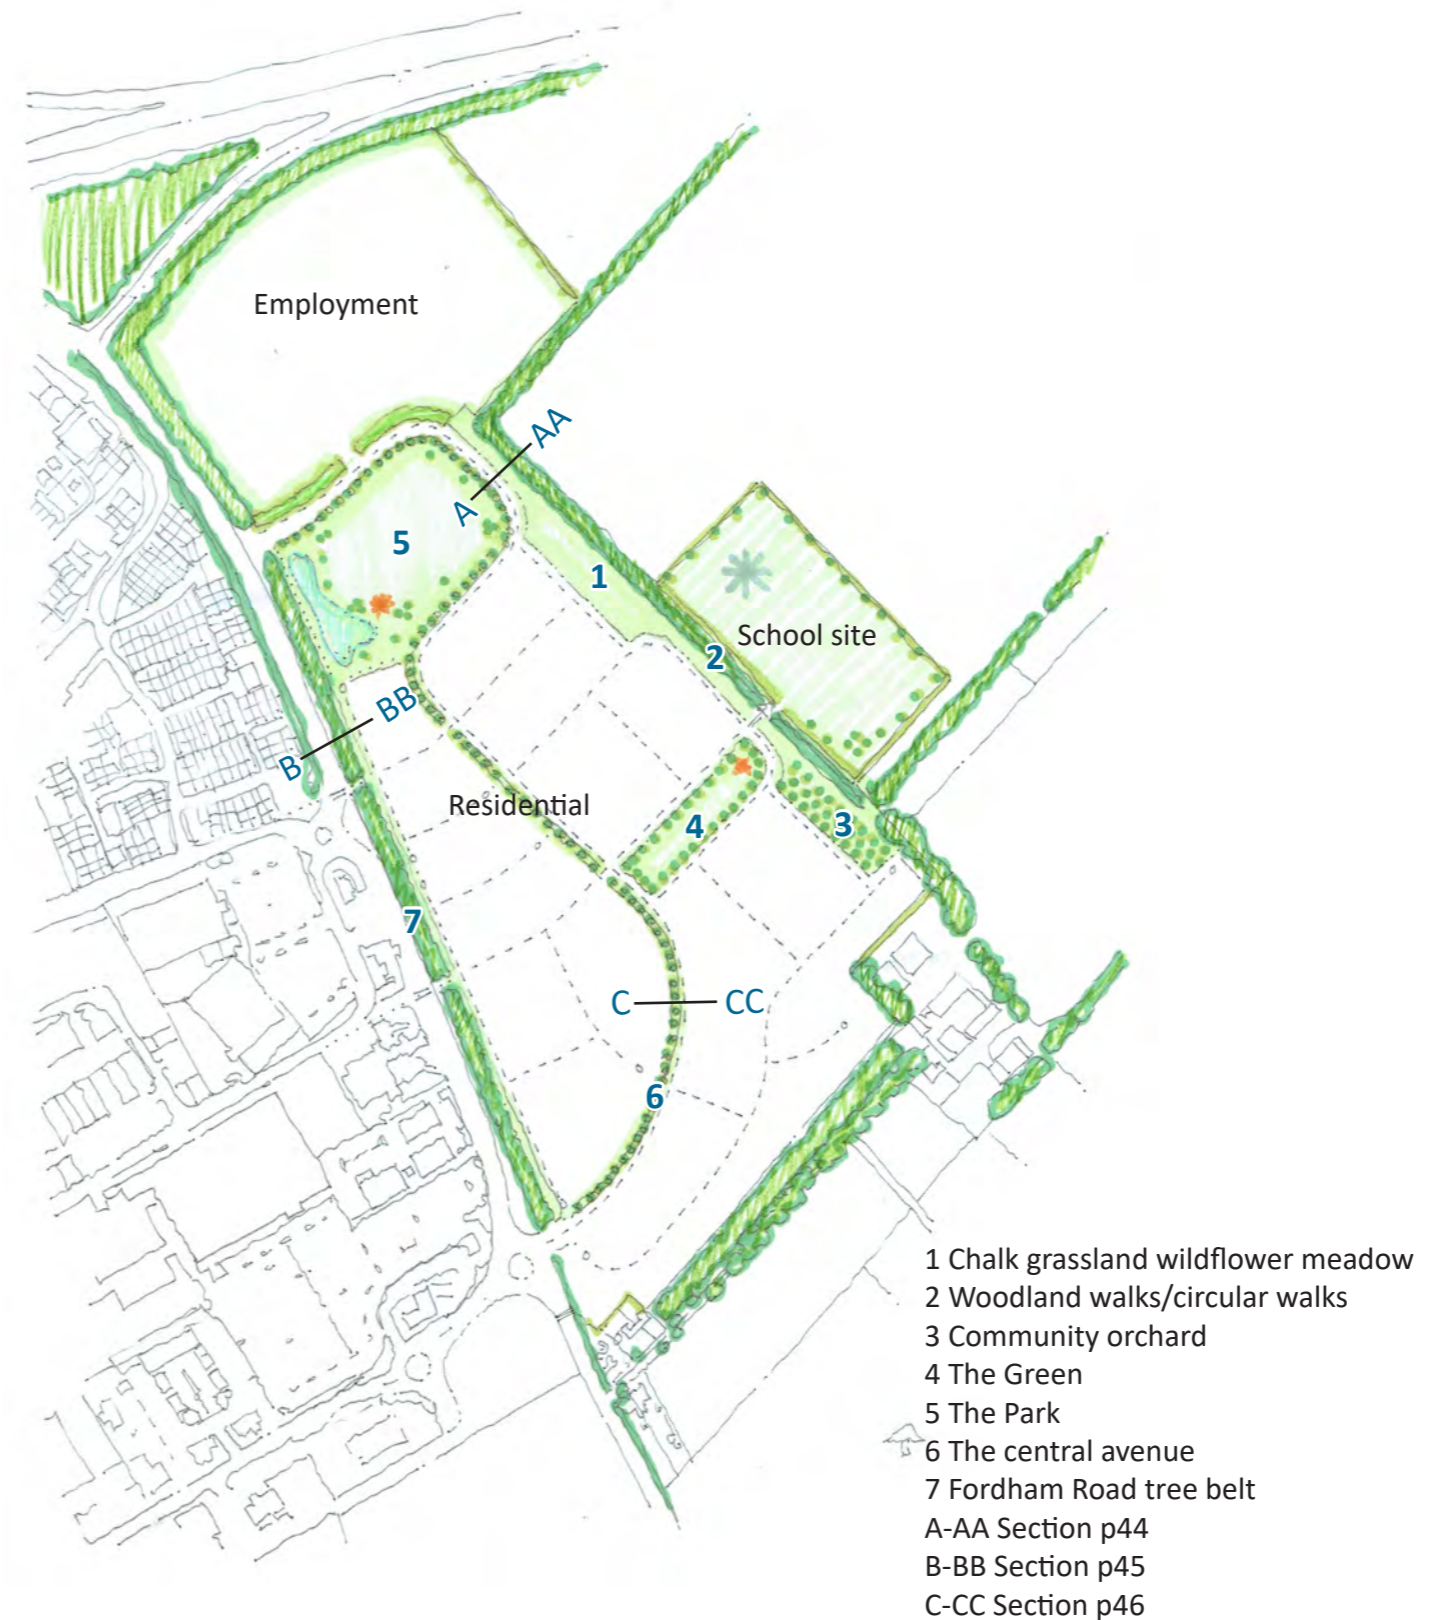 Employment
AA
A
5
1
School site
2
BB
B
Residential
4
3
7
C
CC
6
1 Chalk grassland wildflower meadow
2 Woodland walks/circular walks
3 Community orchard
4 The Green
5 The Park
6 The central avenue
7 Fordham Road tree belt
A-AA Section p44
B-BB Section p45
C-CC Section p46